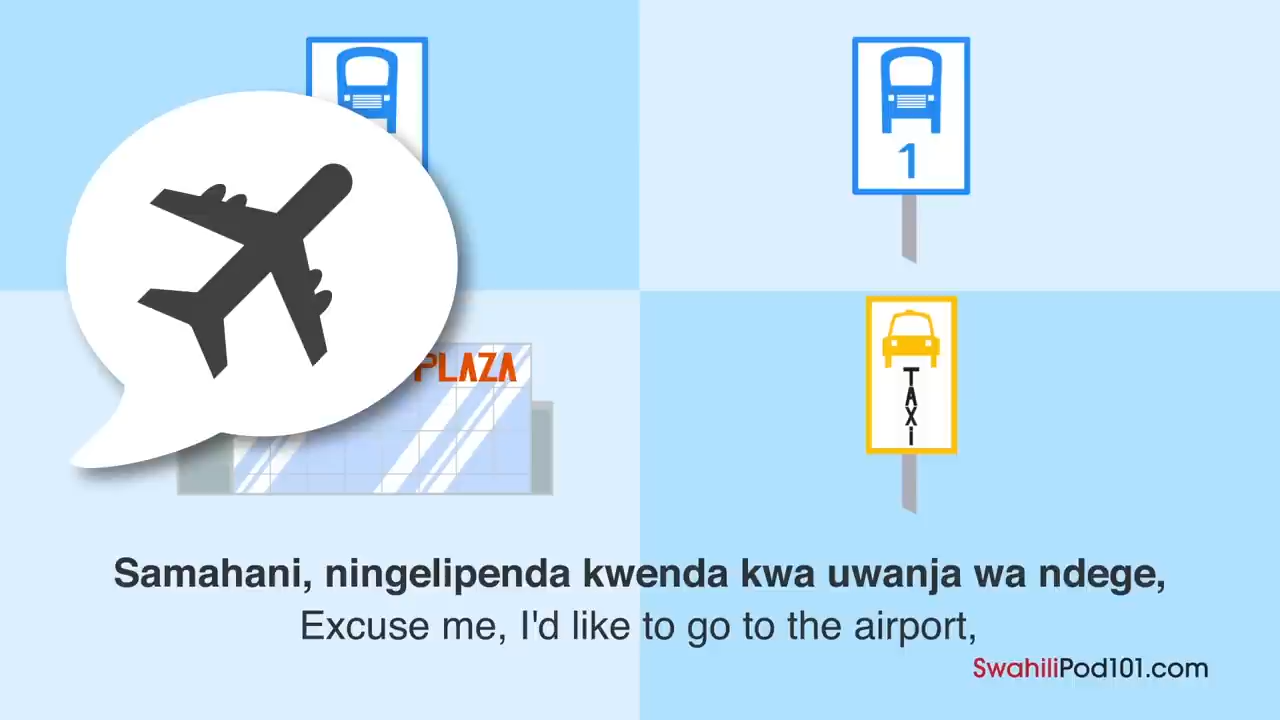 1
PLAZA
TAXi
Samahani, ningelipenda kwenda kwa uwanja wa ndege,
Excuse me, I'd like to go to the airport,
SwahiliPod101.com